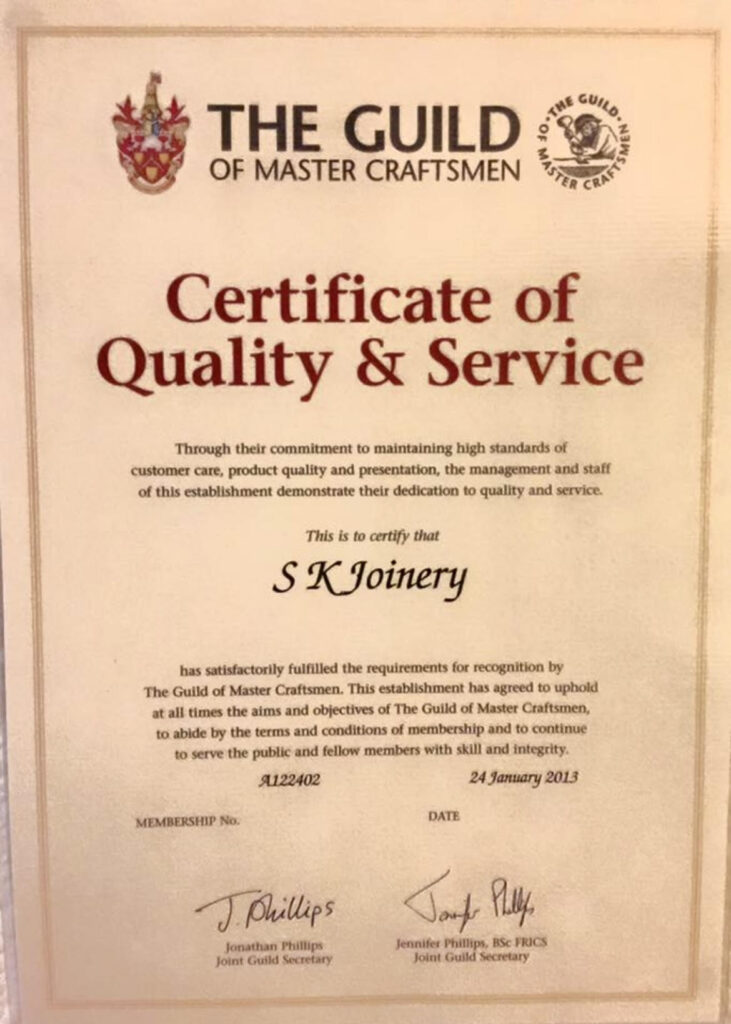 THE GUILD
OF MASTER CRAFTSMEN
THE GUILD
OF MASTER CRAFTSMEN
Certificate of
Quality & Service
Through their commitment to maintaining high standards of
customer care, product quality and presentation, the management and staff
of this establishment demonstrate their dedication to quality and service.
This is to certify that
S K Joinery
has satisfactorily fulfilled the requirements for recognition by
The Guild of Master Craftsmen. This establishment has agreed to uphold
at all times the aims and objectives of The Guild of Master Craftsmen,
to abide by the terms and conditions of membership and to continue
to serve the public and fellow members with skill and integrity.
A122402 24 January 2013
MEMBERSHIP No. DATE
J. Phillips Jennifer Phillips
Jonathan Phillips Jennifer Phillips, BSc FRICS
Joint Guild Secretary Joint Guild Secretary